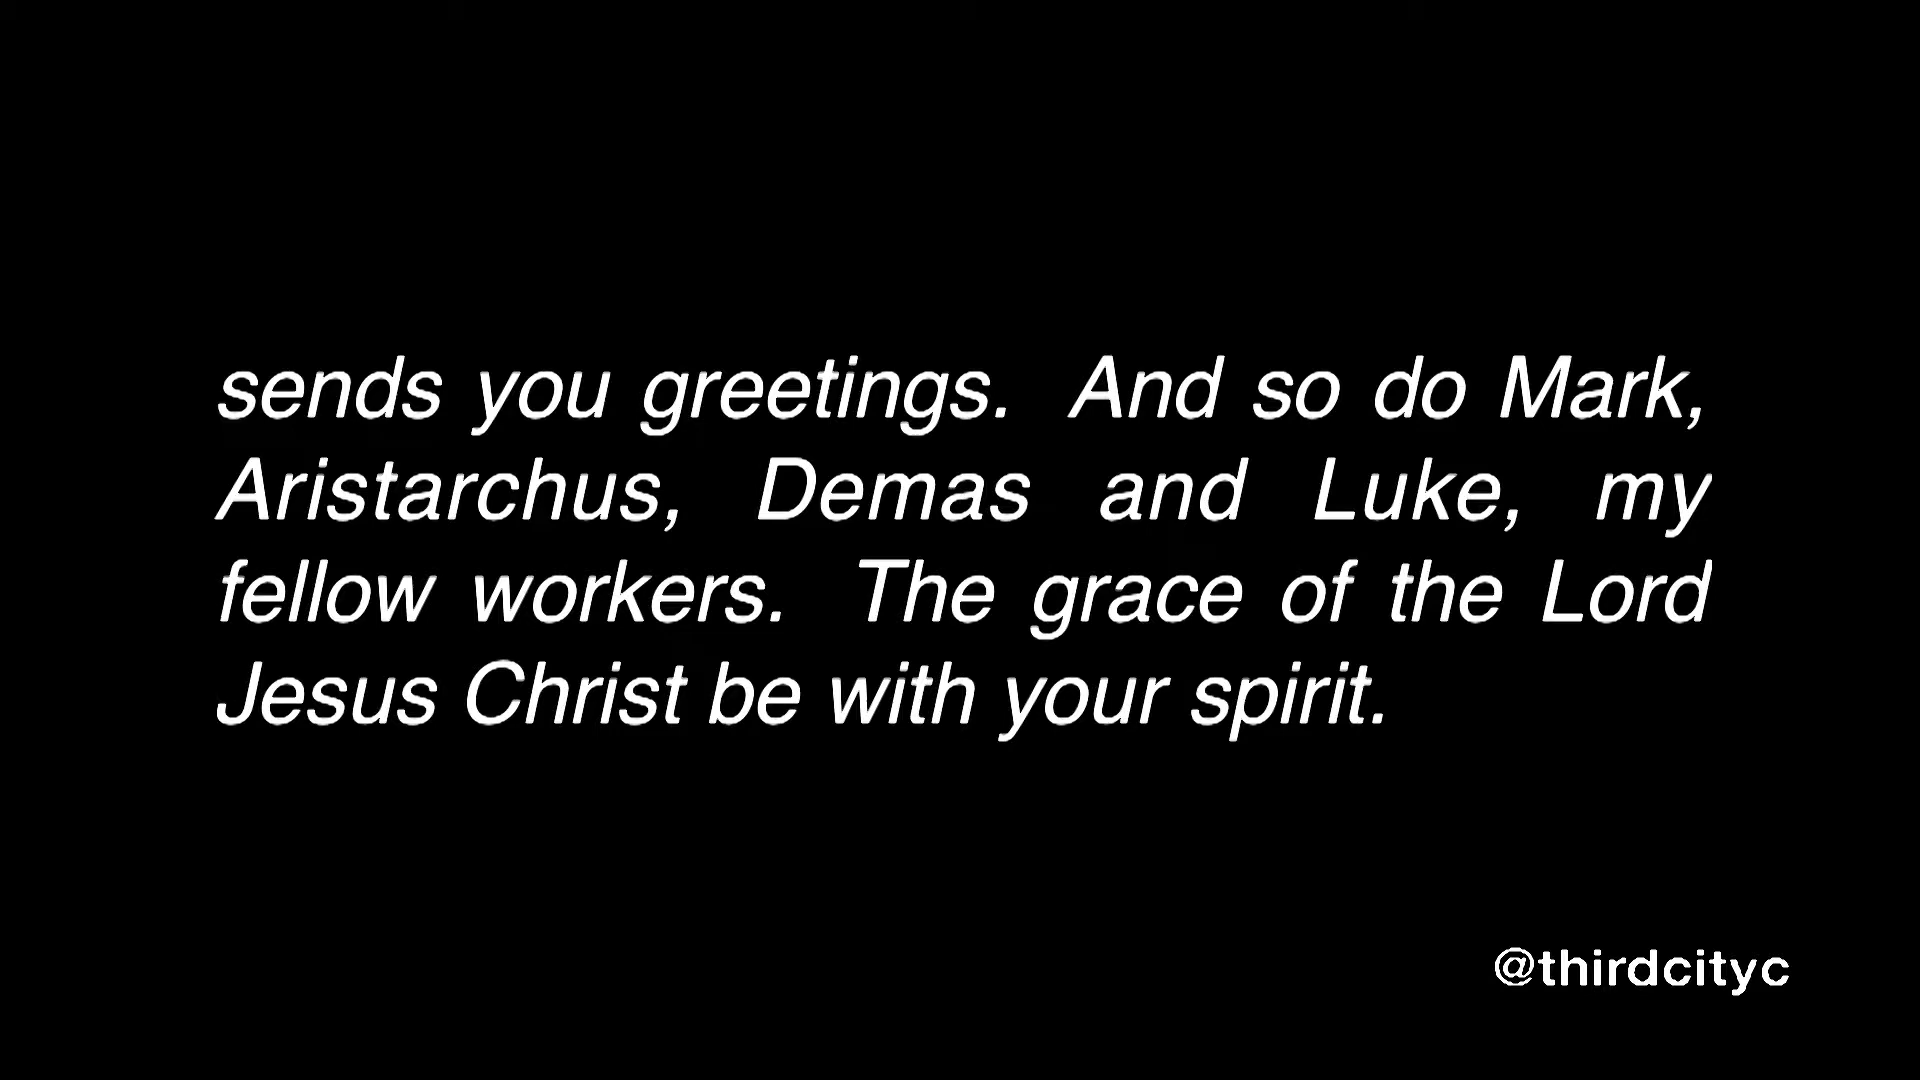 sends you greetings.  And so do Mark,
Aristarchus, Demas and Luke, my
fellow workers.  The grace of the Lord
Jesus Christ be with your spirit.
@thirdcityc